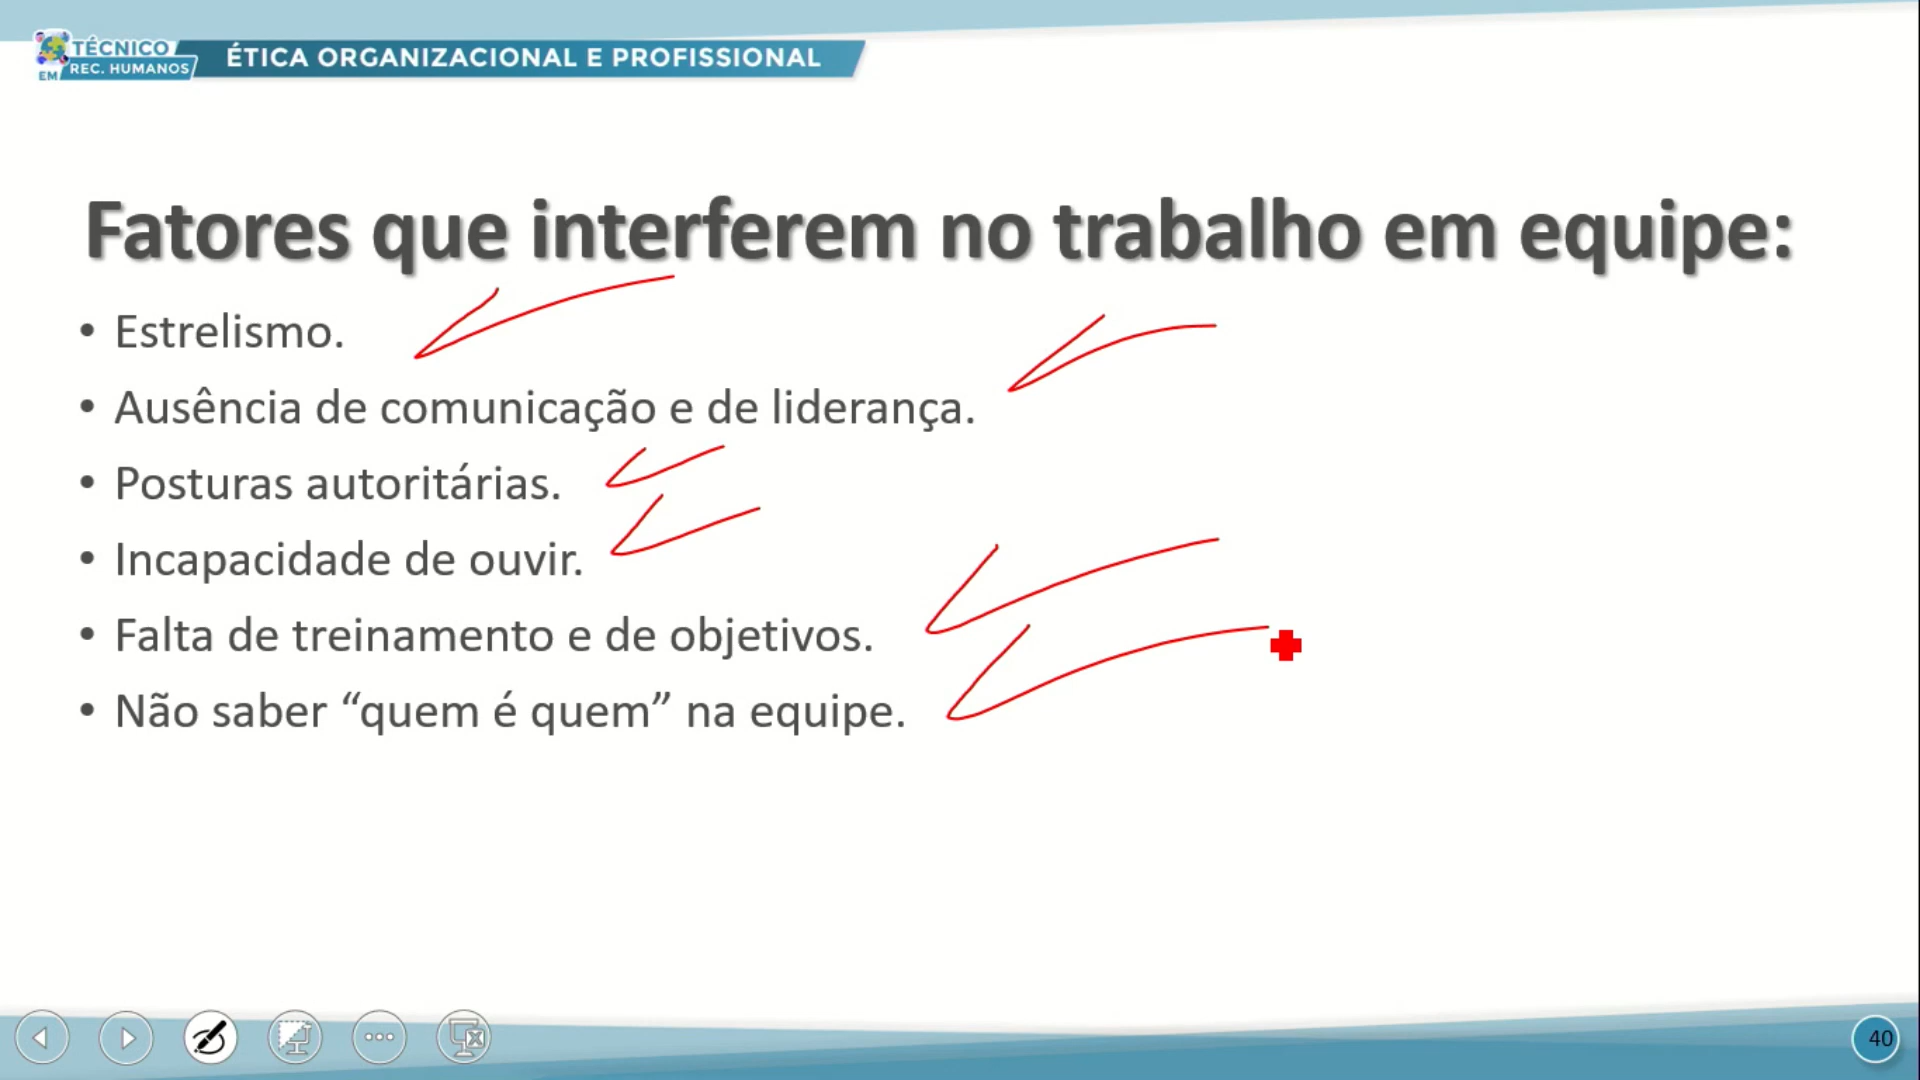 TÉCNICO
EM REC. HUMANOS
ÉTICA ORGANIZACIONAL E PROFISSIONAL
Fatores que interferem no trabalho em equipe:
• Estrelismo.
• Ausência de comunicação e de liderança.
• Posturas autoritárias.
• Incapacidade de ouvir.
• Falta de treinamento e de objetivos.
• Não saber “quem é quem” na equipe.
40